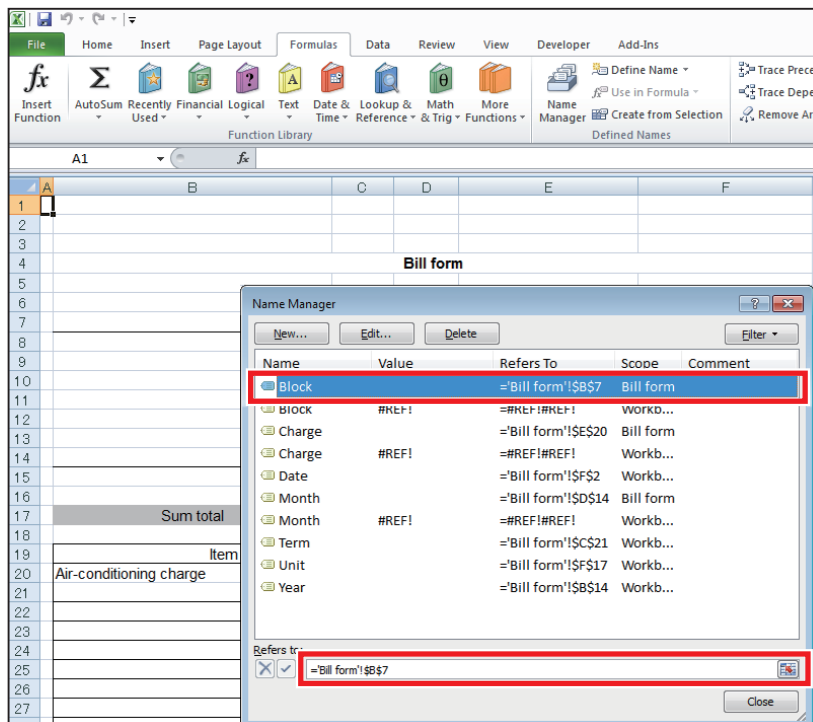 File Home Insert Page Layout Formulas Data Review View Developer Add-Ins
fx Σ A θ
Insert Function
AutoSum
Recently Used
Financial
Logical
Text
Date & Time
Lookup & Reference
Math & Trig
More Functions
Function Library
Name Manager
Define Name
Use in Formula
Create from Selection
Defined Names
Trace Prece
Trace Depe
Remove Ar
A1 fx
A B C D E F
1
2
3
4 Bill form
5
6
7
8
9
10
11
12
13
14
15
16
17 Sum total
18
19 Item
20 Air-conditioning charge
21
22
23
24
25
26
27
Name Manager
New... Edit... Delete Filter
Name Value Refers To Scope Comment
Block ='Bill form'!$B$7 Bill form
Block #REF! =#REF!#REF! Workb...
Charge ='Bill form'!$E$20 Bill form
Charge #REF! =#REF!#REF! Workb...
Date ='Bill form'!$F$2 Workb...
Month ='Bill form'!$D$14 Bill form
Month #REF! =#REF!#REF! Workb...
Term ='Bill form'!$C$21 Workb...
Unit ='Bill form'!$F$17 Workb...
Year ='Bill form'!$B$14 Workb...
Refers to:
='Bill form'!$B$7
Close